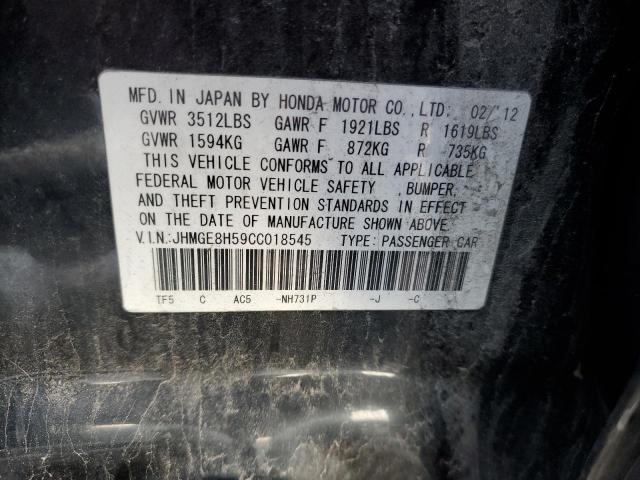 MFD. IN JAPAN BY HONDA MOTOR CO.,LTD: 02/'12
GVWR 3512LBS GAWR F 1921LBS R 1619LBS
GVWR 1594KG GAWR F 872KG R 735KG
THIS VEHICLE CONFORMS TO ALL APPLICABLE
FEDERAL MOTOR VEHICLE SAFETY ,BUMPER,
AND THEFT PREVENTION STANDARDS IN EFFECT
ON THE DATE OF MANUFACTURE SHOWN ABOVE.
V.I.N.:JHMGE8H59CC018545 TYPE: PASSENGER CAR
TF5 C AC5 -NH731P -J -C